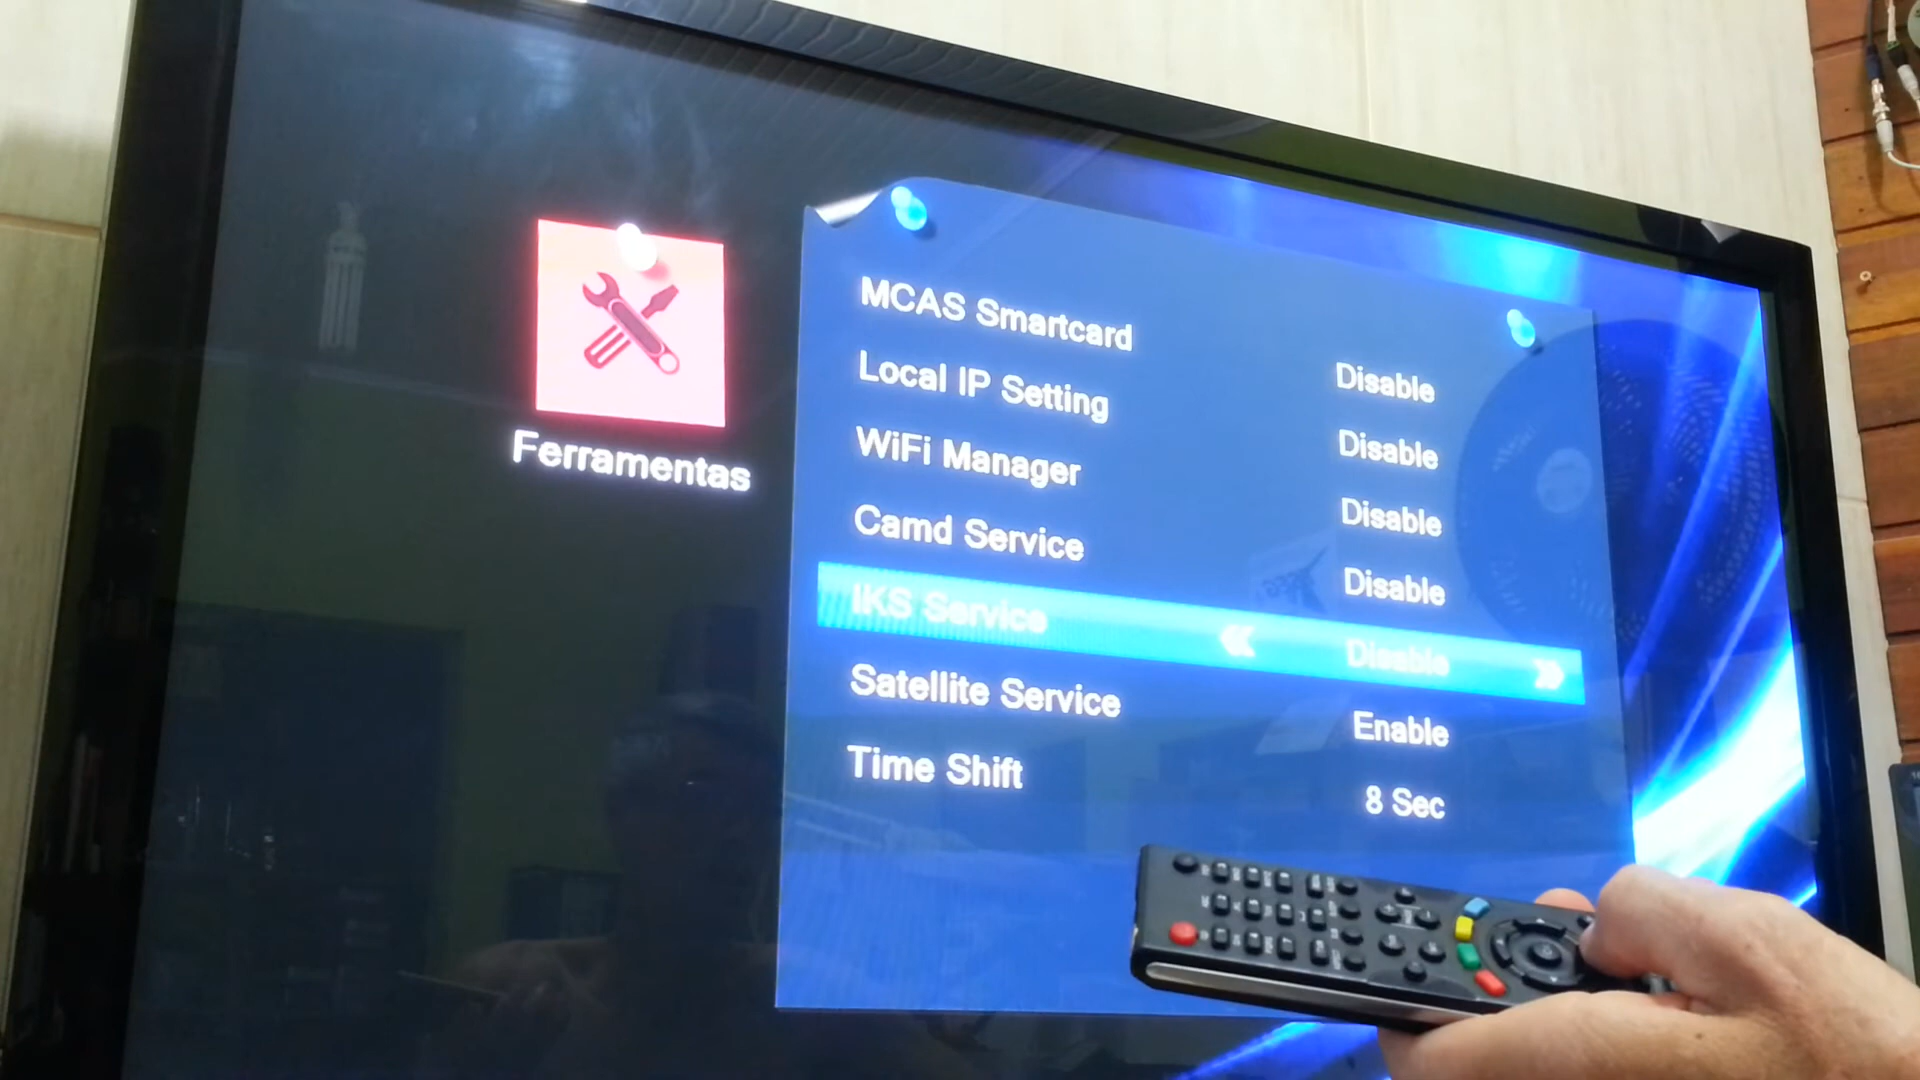 Ferramentas
MCAS Smartcard
Local IP Setting Disable
WiFi Manager Disable
Camd Service Disable
IKS Service Disable
Satellite Service Disable
Time Shift Enable
8 Sec